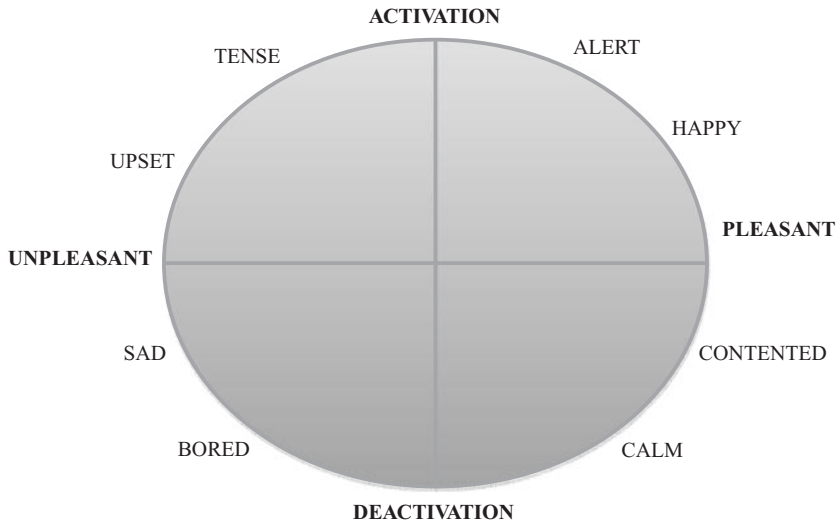 ACTIVATION
TENSE
ALERT
HAPPY
UPSET
PLEASANT
UNPLEASANT
SAD
CONTENTED
BORED
CALM
DEACTIVATION